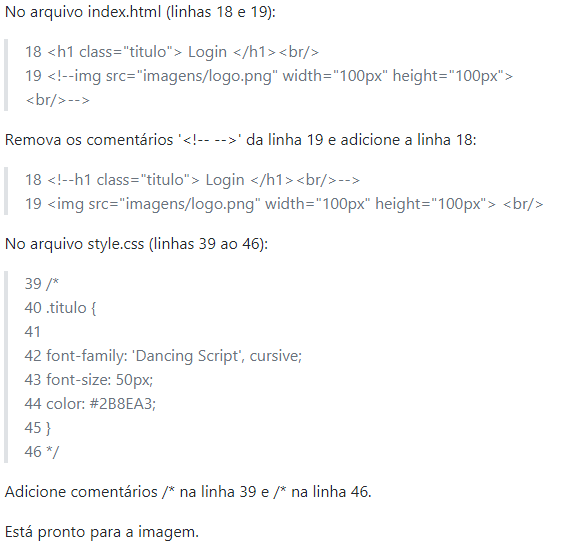 No arquivo index.html (linhas 18 e 19):
18 <h1 class="titulo"> Login </h1><br/>
19 <!--img src="imagens/logo.png" width="100px" height="100px">
<br/>-->
Remova os comentários '<!-- -->' da linha 19 e adicione a linha 18:
18 <!--h1 class="titulo"> Login </h1><br/>-->
19 <img src="imagens/logo.png" width="100px" height="100px"> <br/>
No arquivo style.css (linhas 39 ao 46):
39 /*
40 .titulo {
41
42 font-family: 'Dancing Script', cursive;
43 font-size: 50px;
44 color: #2B8EA3;
45 }
46 */
Adicione comentários /* na linha 39 e /* na linha 46.
Está pronto para a imagem.